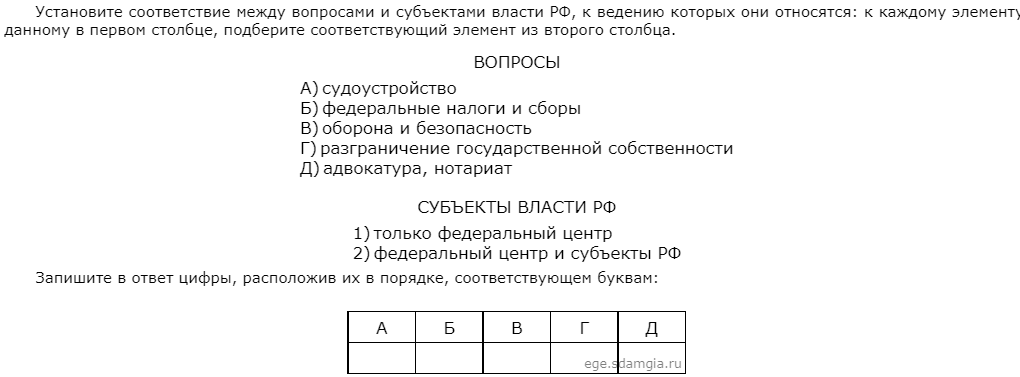 Установите соответствие между вопросами и субъектами власти РФ, к ведению которых они относятся: к каждому элементу
данному в первом столбце, подберите соответствующий элемент из второго столбца.
ВОПРОСЫ
А) судоустройство
Б) федеральные налоги и сборы
В) оборона и безопасность
Г) разграничение государственной собственности
Д) адвокатура, нотариат
СУБЪЕКТЫ ВЛАСТИ РФ
1) только федеральный центр
2) федеральный центр и субъекты РФ
Запишите в ответ цифры, расположив их в порядке, соответствующем буквам:
А Б В Г Д
ege.sdamgia.ru